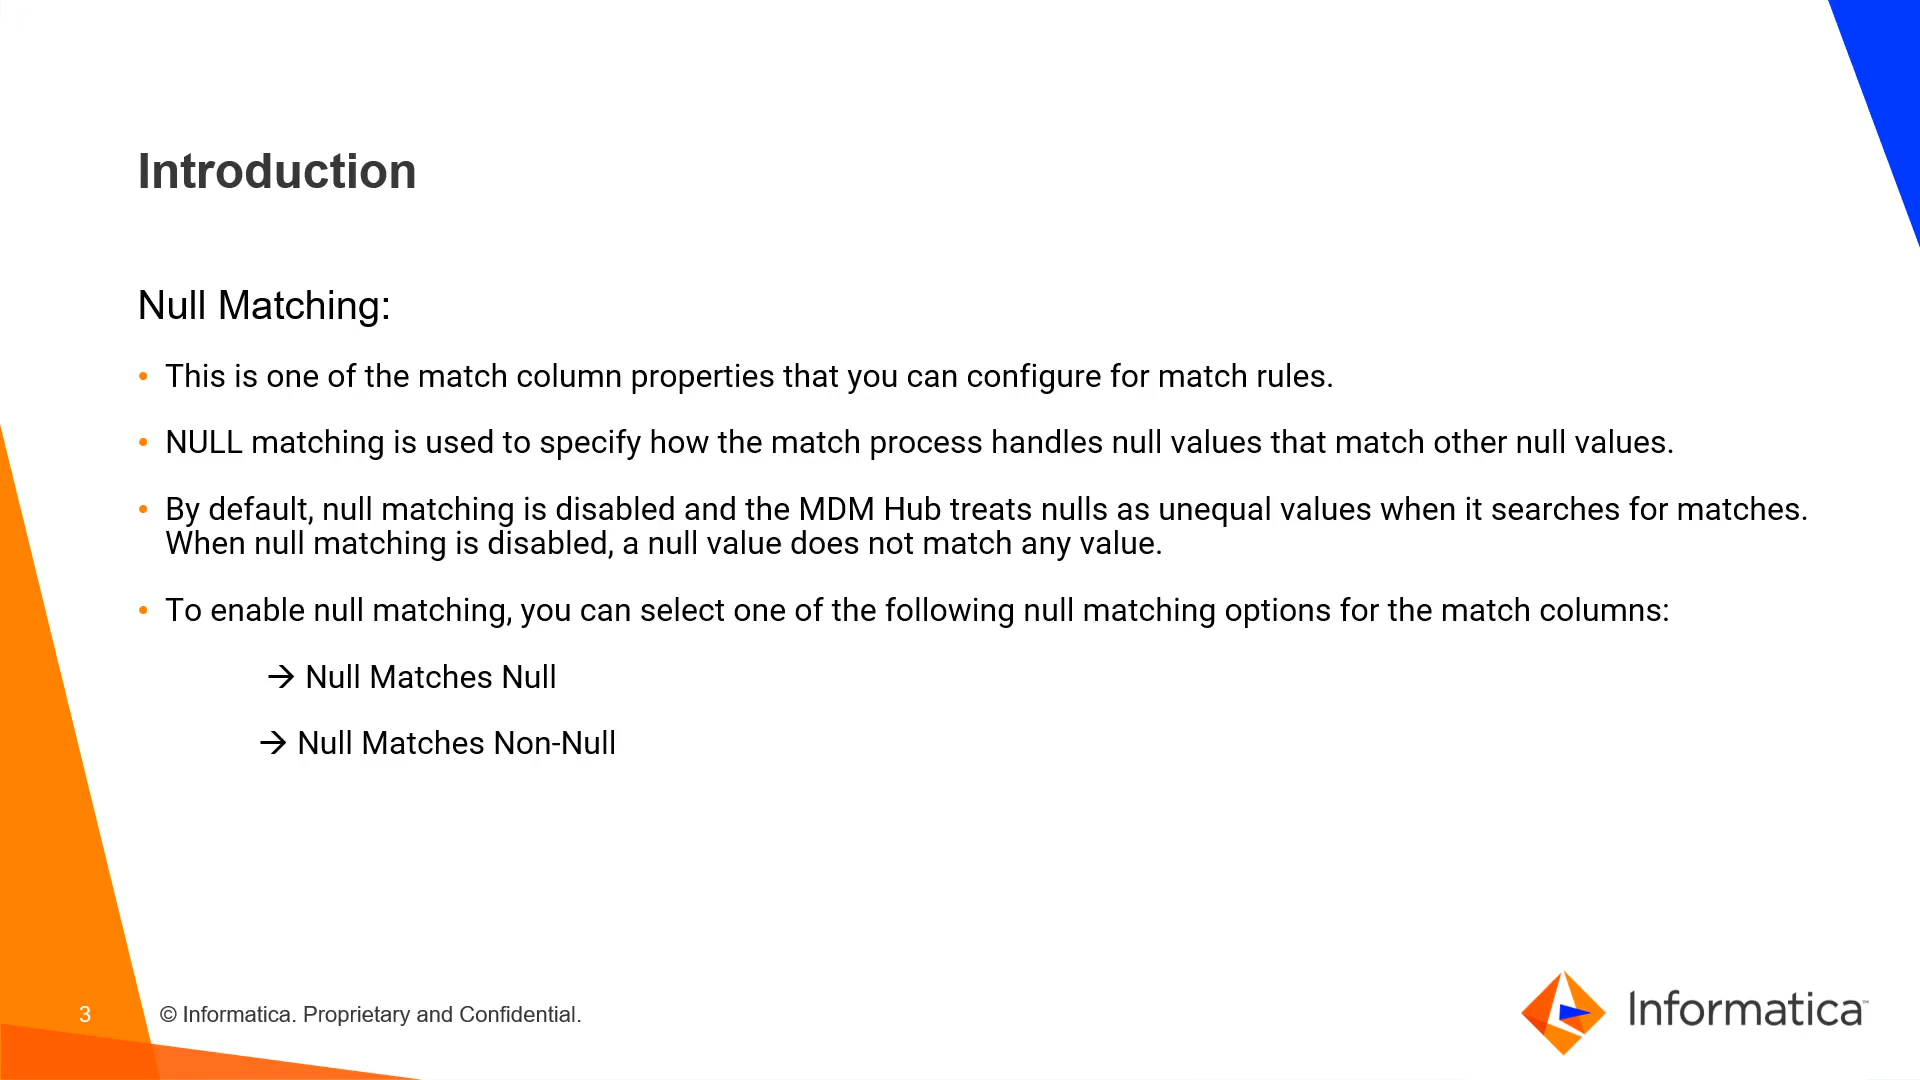 Introduction
Null Matching:
• This is one of the match column properties that you can configure for match rules.
• NULL matching is used to specify how the match process handles null values that match other null values.
• By default, null matching is disabled and the MDM Hub treats nulls as unequal values when it searches for matches.
When null matching is disabled, a null value does not match any value.
• To enable null matching, you can select one of the following null matching options for the match columns:
→ Null Matches Null
→ Null Matches Non-Null
3
© Informatica. Proprietary and Confidential.
Informatica™